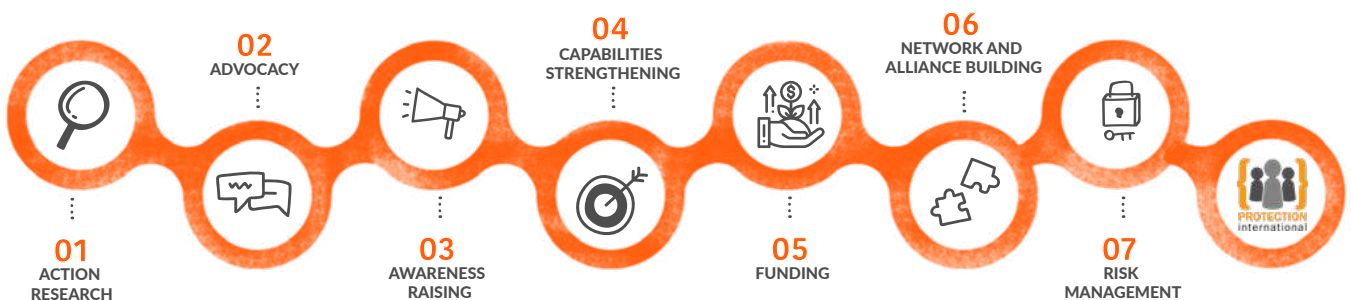 01
ACTION
RESEARCH
02
ADVOCACY
03
AWARENESS
RAISING
04
CAPABILITIES
STRENGTHENING
05
FUNDING
06
NETWORK AND
ALLIANCE BUILDING
07
RISK
MANAGEMENT
$
PROTECTION
international